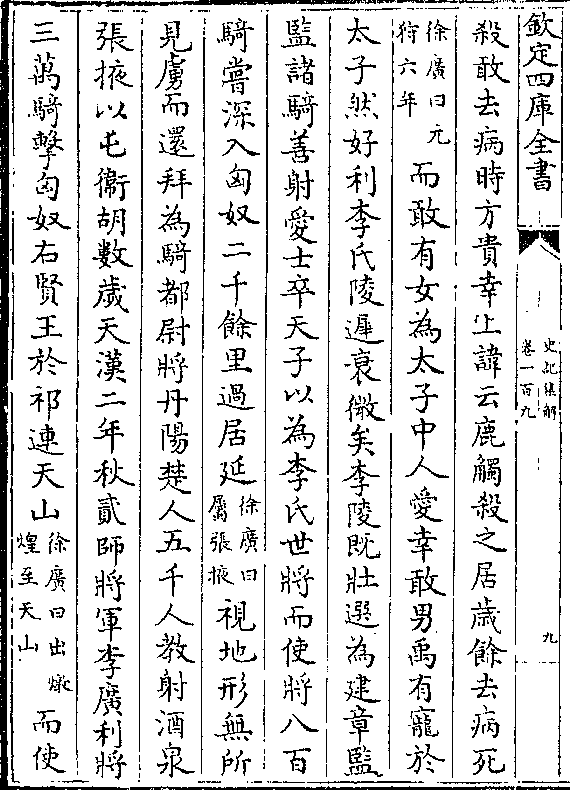 欽定四庫全書
史記集解
卷一百九
九
殺敢去病時方貴幸上諱云鹿觸殺之居歲餘去病死
徐廣曰元
狩六年
而敢有女為太子中人愛幸敢男禹有寵於
太子然好利李氏陵遲衰微矣李陵既壯選為建章監
監諸騎善射愛士卒天子以為李氏世將而使將八百
騎嘗深入匈奴二千餘里過居延
徐廣曰
屬張掖
視地形無所
見虜而還拜為騎都尉將丹陽楚人五千人教射酒泉
張掖以屯衞胡數歲天漢二年秋貳師將軍李廣利將
三萬騎擊匈奴右賢王於祁連天山
徐廣曰出燉
煌至天山
而使